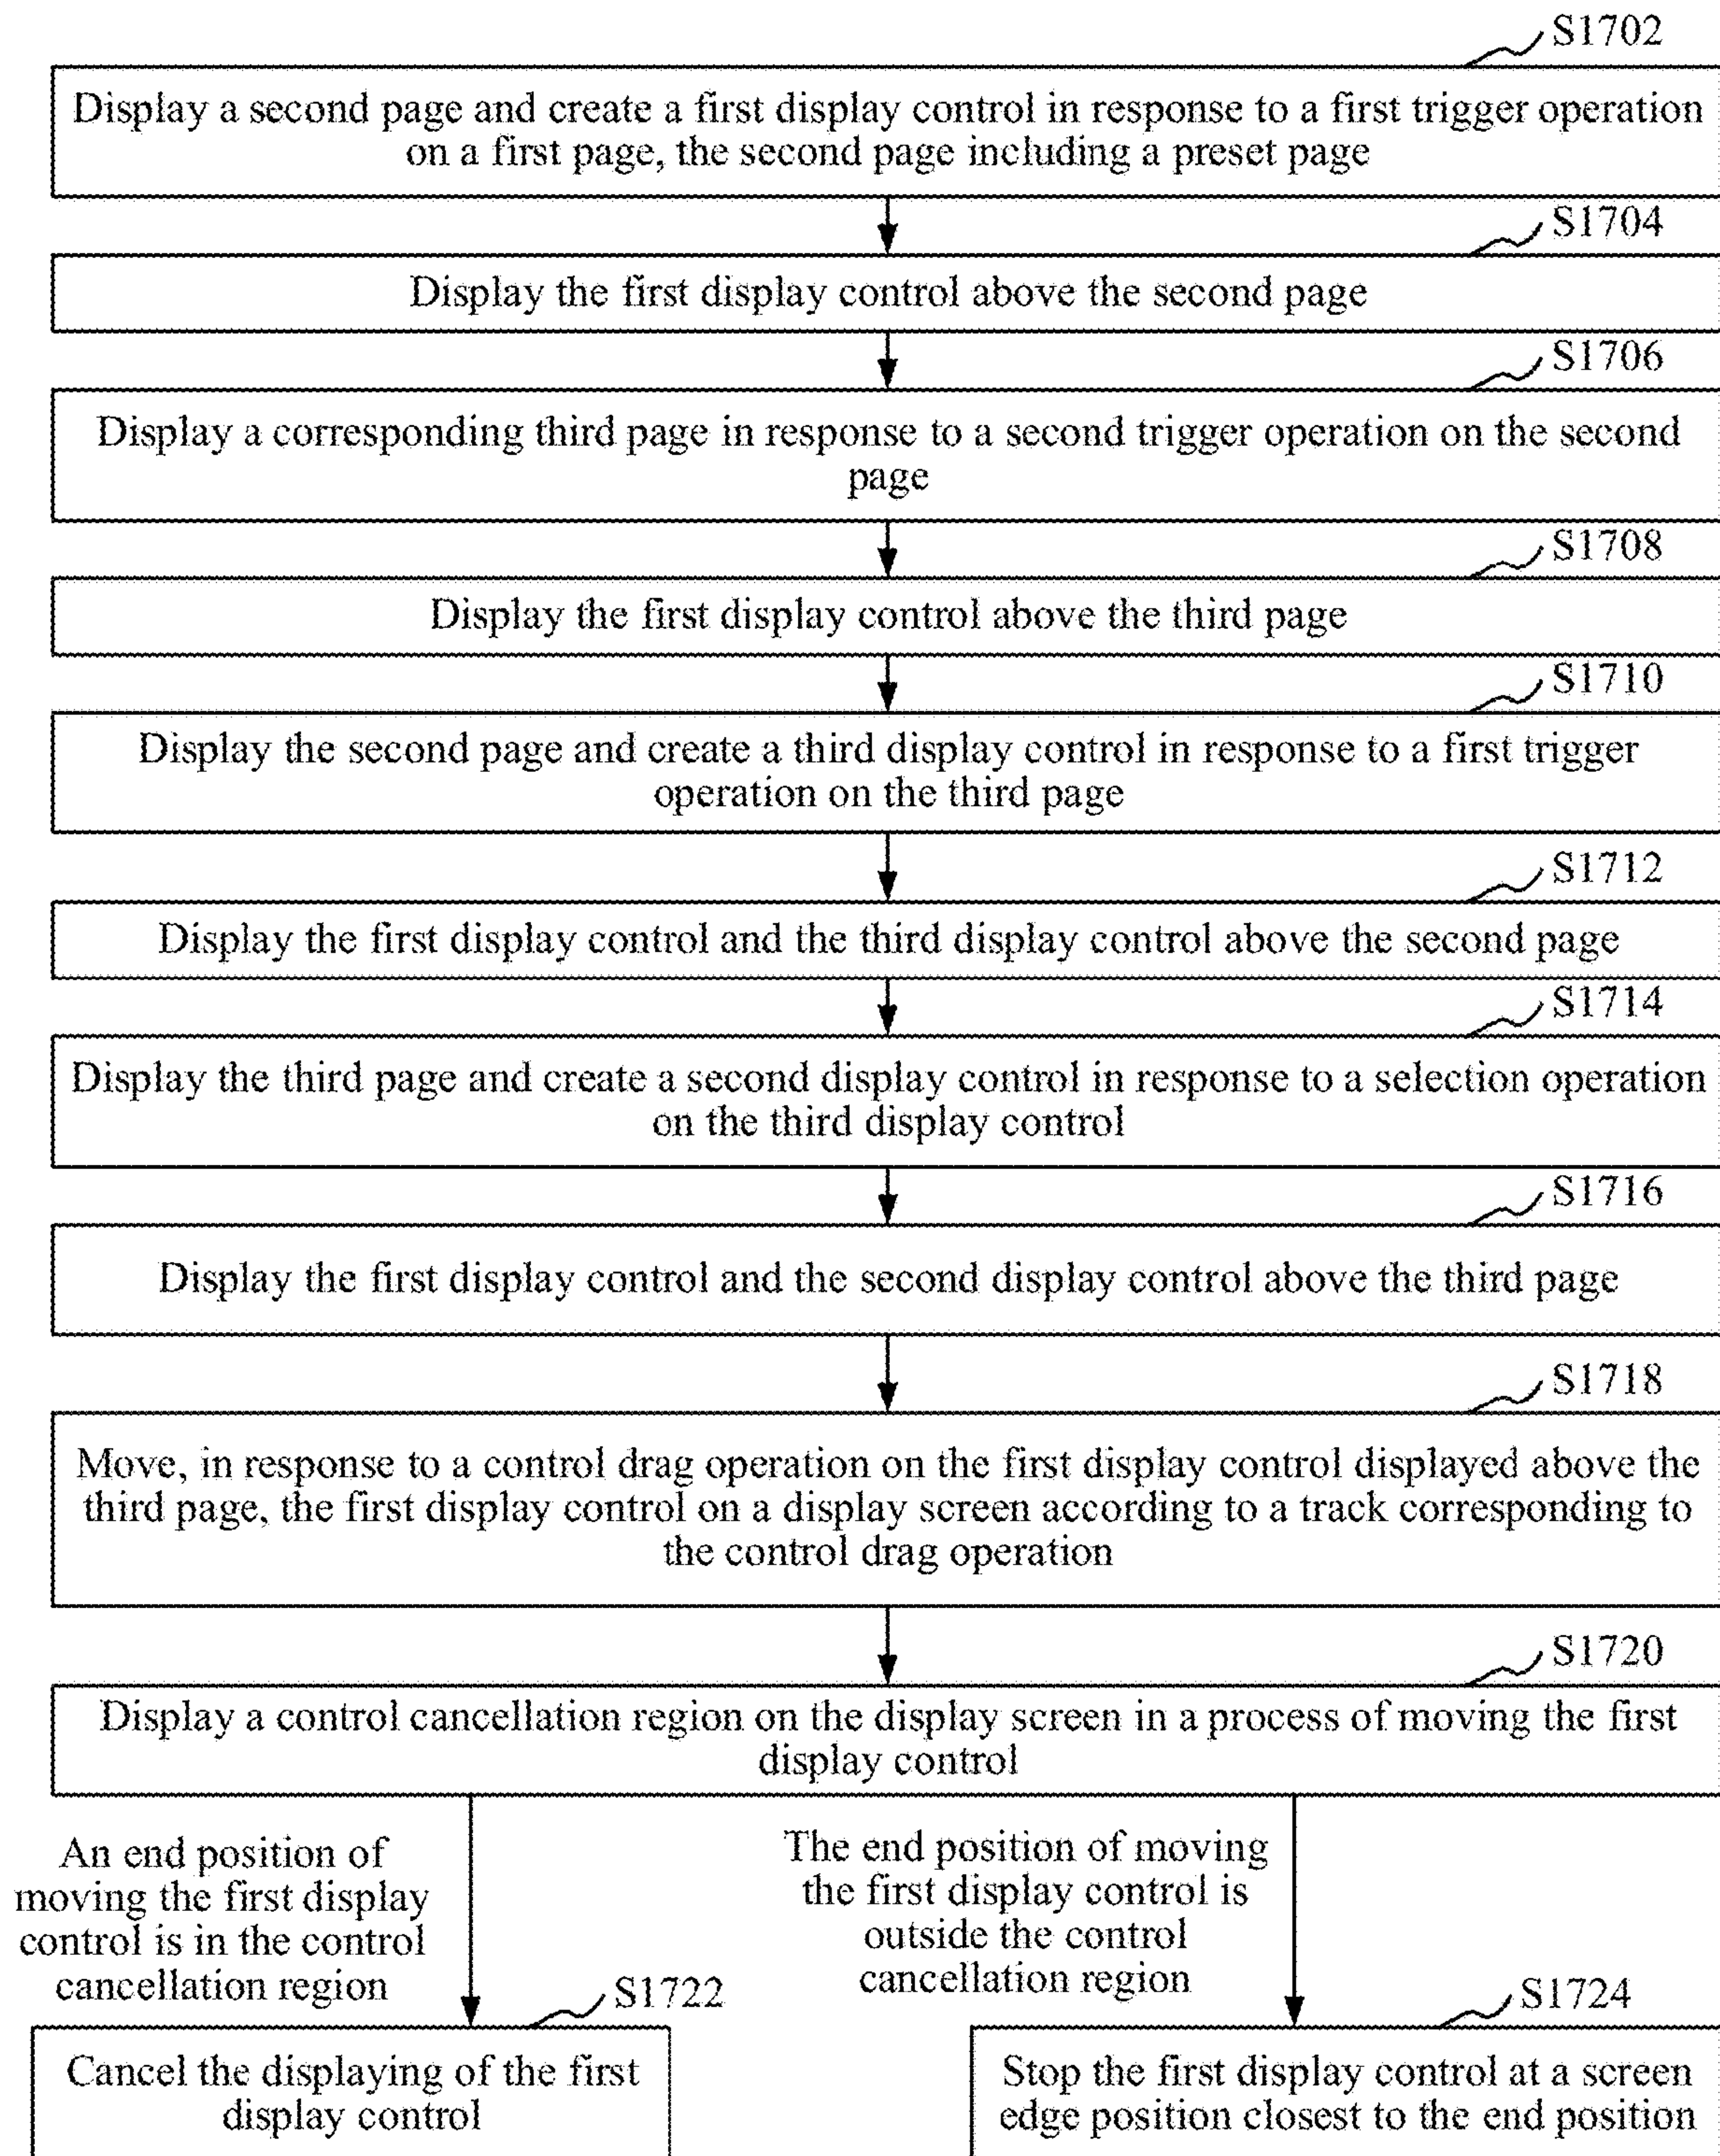 S1702
Display a second page and create a first display control in response to a first trigger operation
on a first page, the second page including a preset page
S1704
Display the first display control above the second page
S1706
Display a corresponding third page in response to a second trigger operation on the second
page
S1708
Display the first display control above the third page
S1710
Display the second page and create a third display control in response to a first trigger
operation on the third page
S1712
Display the first display control and the third display control above the second page
S1714
Display the third page and create a second display control in response to a selection operation
on the third display control
S1716
Display the first display control and the second display control above the third page
S1718
Move, in response to a control drag operation on the first display control displayed above the
third page, the first display control on a display screen according to a track corresponding to
the control drag operation
S1720
Display a control cancellation region on the display screen in a process of moving the first
display control
An end position of
moving the first display
control is in the control
cancellation region
The end position of moving
the first display control is
outside the control
cancellation region
S1722
Cancel the displaying of the first
display control
S1724
Stop the first display control at a screen
edge position closest to the end position